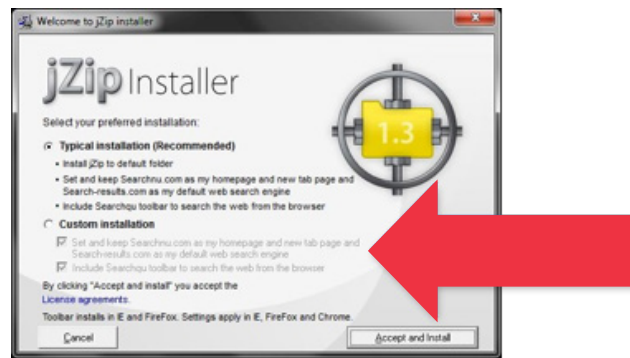 Welcome to jZip installer
jZip Installer
1.3
Select your preferred installation:
Typical installation (Recommended)
• Install jZip to default folder
• Set and keep Searchnu.com as my homepage and new tab page and
Search-results.com as my default web search engine
• Include Searchqu toolbar to search the web from the browser
Custom installation
Set and keep Searchnu.com as my homepage and new tab page and
Search-results.com as my default web search engine
Include Searchqu toolbar to search the web from the browser
By clicking "Accept and install" you accept the
License agreements.
Toolbar installs in IE and FireFox. Settings apply in IE, FireFox and Chrome.
Cancel
Accept and Install